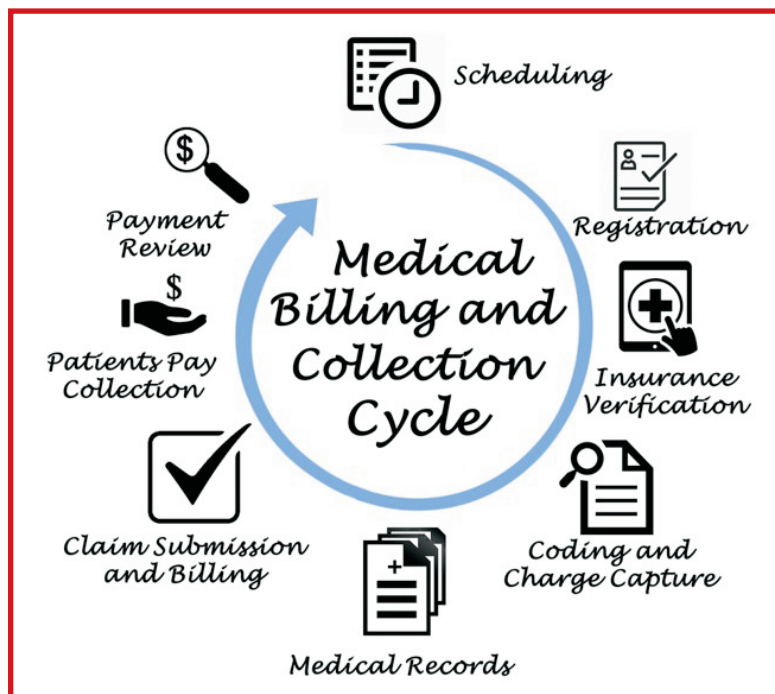 Scheduling
Registration
Insurance
Verification
Coding and
Charge Capture
Medical Records
Claim Submission
and Billing
Patients Pay
Collection
Payment
Review
$
$
Medical
Billing and
Collection
Cycle